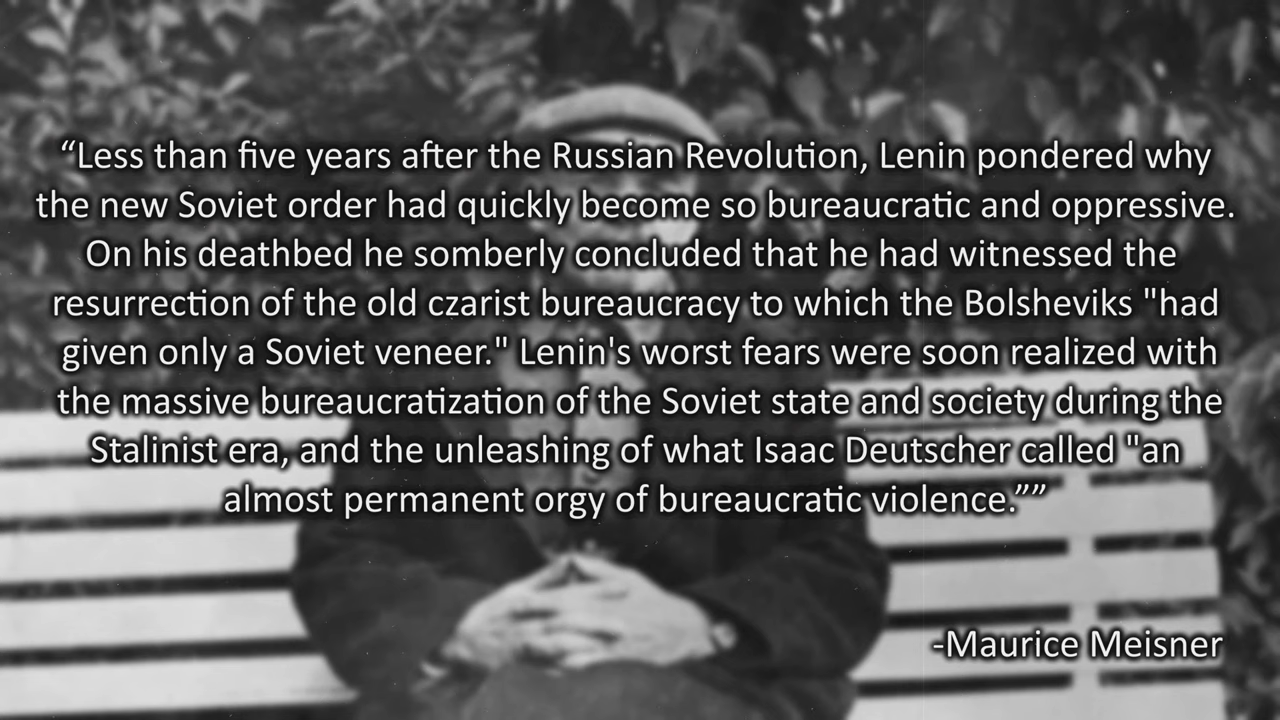 “Less than five years after the Russian Revolution, Lenin pondered why
the new Soviet order had quickly become so bureaucratic and oppressive.
On his deathbed he somberly concluded that he had witnessed the
resurrection of the old czarist bureaucracy to which the Bolsheviks "had
given only a Soviet veneer." Lenin's worst fears were soon realized with
the massive bureaucratization of the Soviet state and society during the
Stalinist era, and the unleashing of what Isaac Deutscher called "an
almost permanent orgy of bureaucratic violence.””
-Maurice Meisner